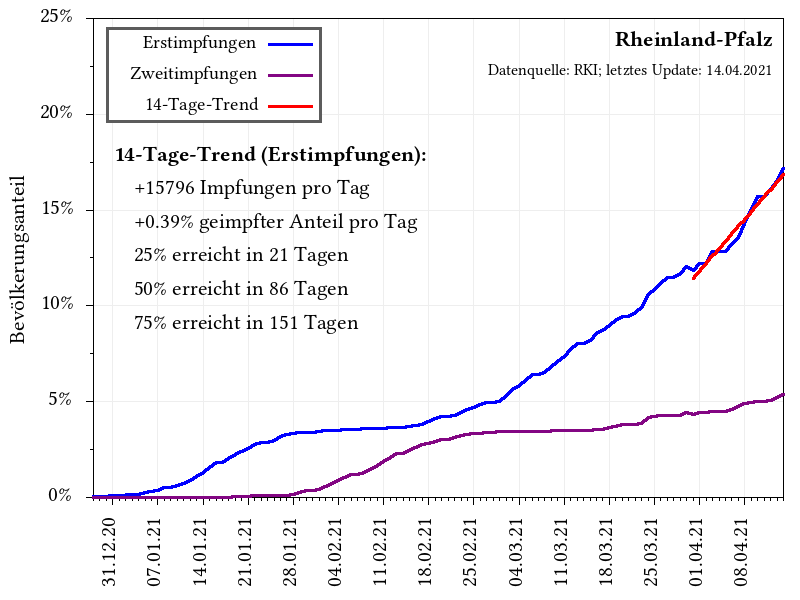 25%
20%
15%
10%
5%
0%
Bevölkerungsanteil
Erstimpfungen
Zweitimpfungen
14-Tage-Trend
Rheinland-Pfalz
Datenquelle: RKI; letztes Update: 14.04.2021
14-Tage-Trend (Erstimpfungen):
+15796 Impfungen pro Tag
+0.39% geimpfter Anteil pro Tag
25% erreicht in 21 Tagen
50% erreicht in 86 Tagen
75% erreicht in 151 Tagen
31.12.20
07.01.21
14.01.21
21.01.21
28.01.21
04.02.21
11.02.21
18.02.21
25.02.21
04.03.21
11.03.21
18.03.21
25.03.21
01.04.21
08.04.21